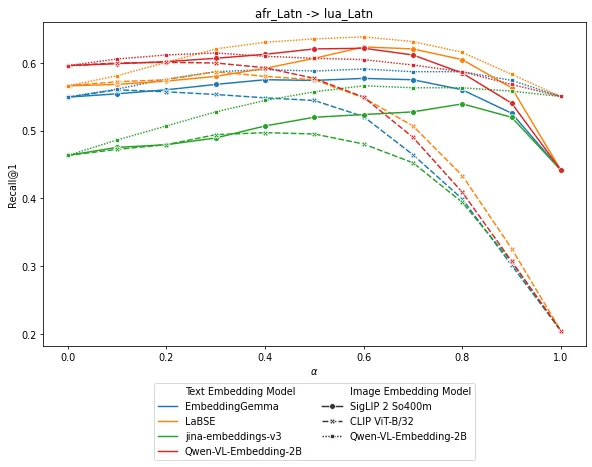 afr_Latn -> lua_Latn
Recall@1
0.6
0.5
0.4
0.3
0.2
0.0
0.2
0.4
0.6
0.8
1.0
α
Text Embedding Model
EmbeddingGemma
LaBSE
jina-embeddings-v3
Qwen-VL-Embedding-2B
Image Embedding Model
SigLIP 2 So400m
CLIP ViT-B/32
Qwen-VL-Embedding-2B